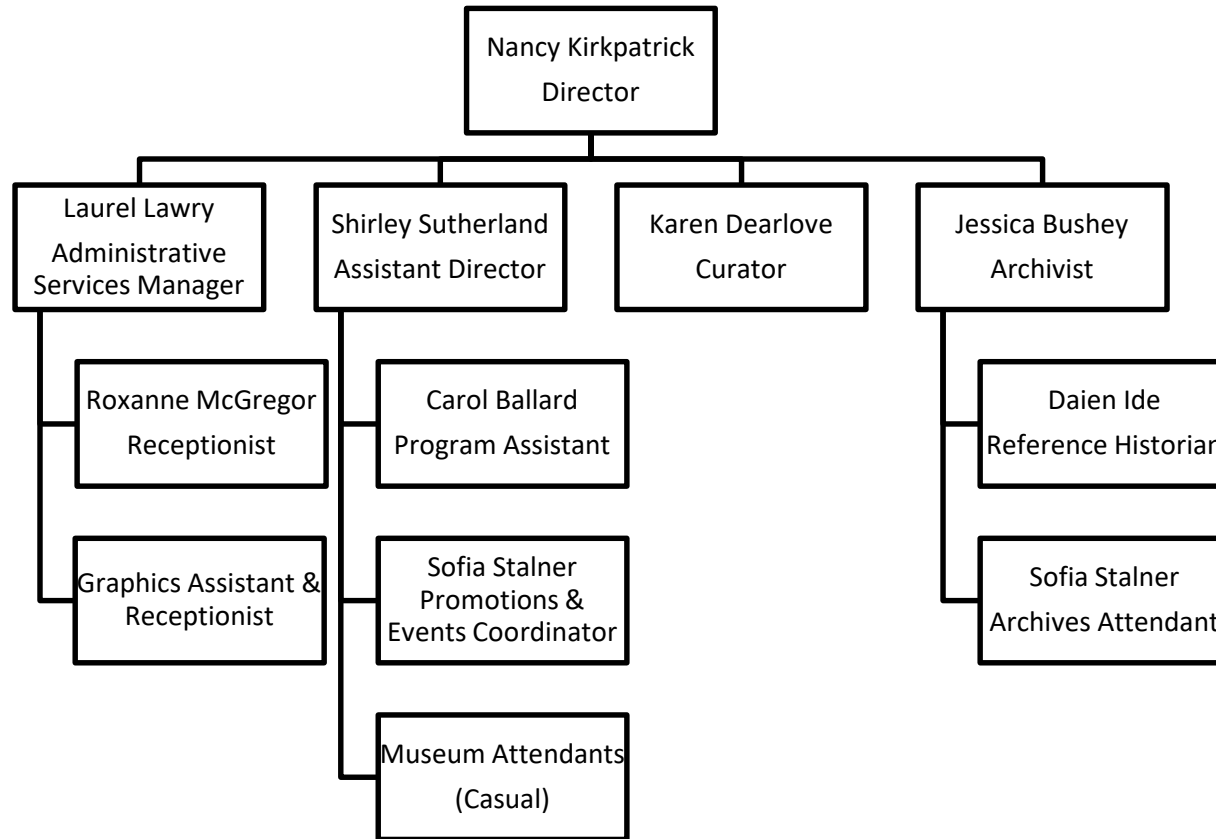 Nancy Kirkpatrick
Director
Laurel Lawry
Administrative
Services Manager
Shirley Sutherland
Assistant Director
Karen Dearlove
Curator
Jessica Bushey
Archivist
Roxanne McGregor
Receptionist
Carol Ballard
Program Assistant
Daien Ide
Reference Historian
Graphics Assistant &
Receptionist
Sofia Stalner
Promotions &
Events Coordinator
Sofia Stalner
Archives Attendant
Museum Attendants
(Casual)